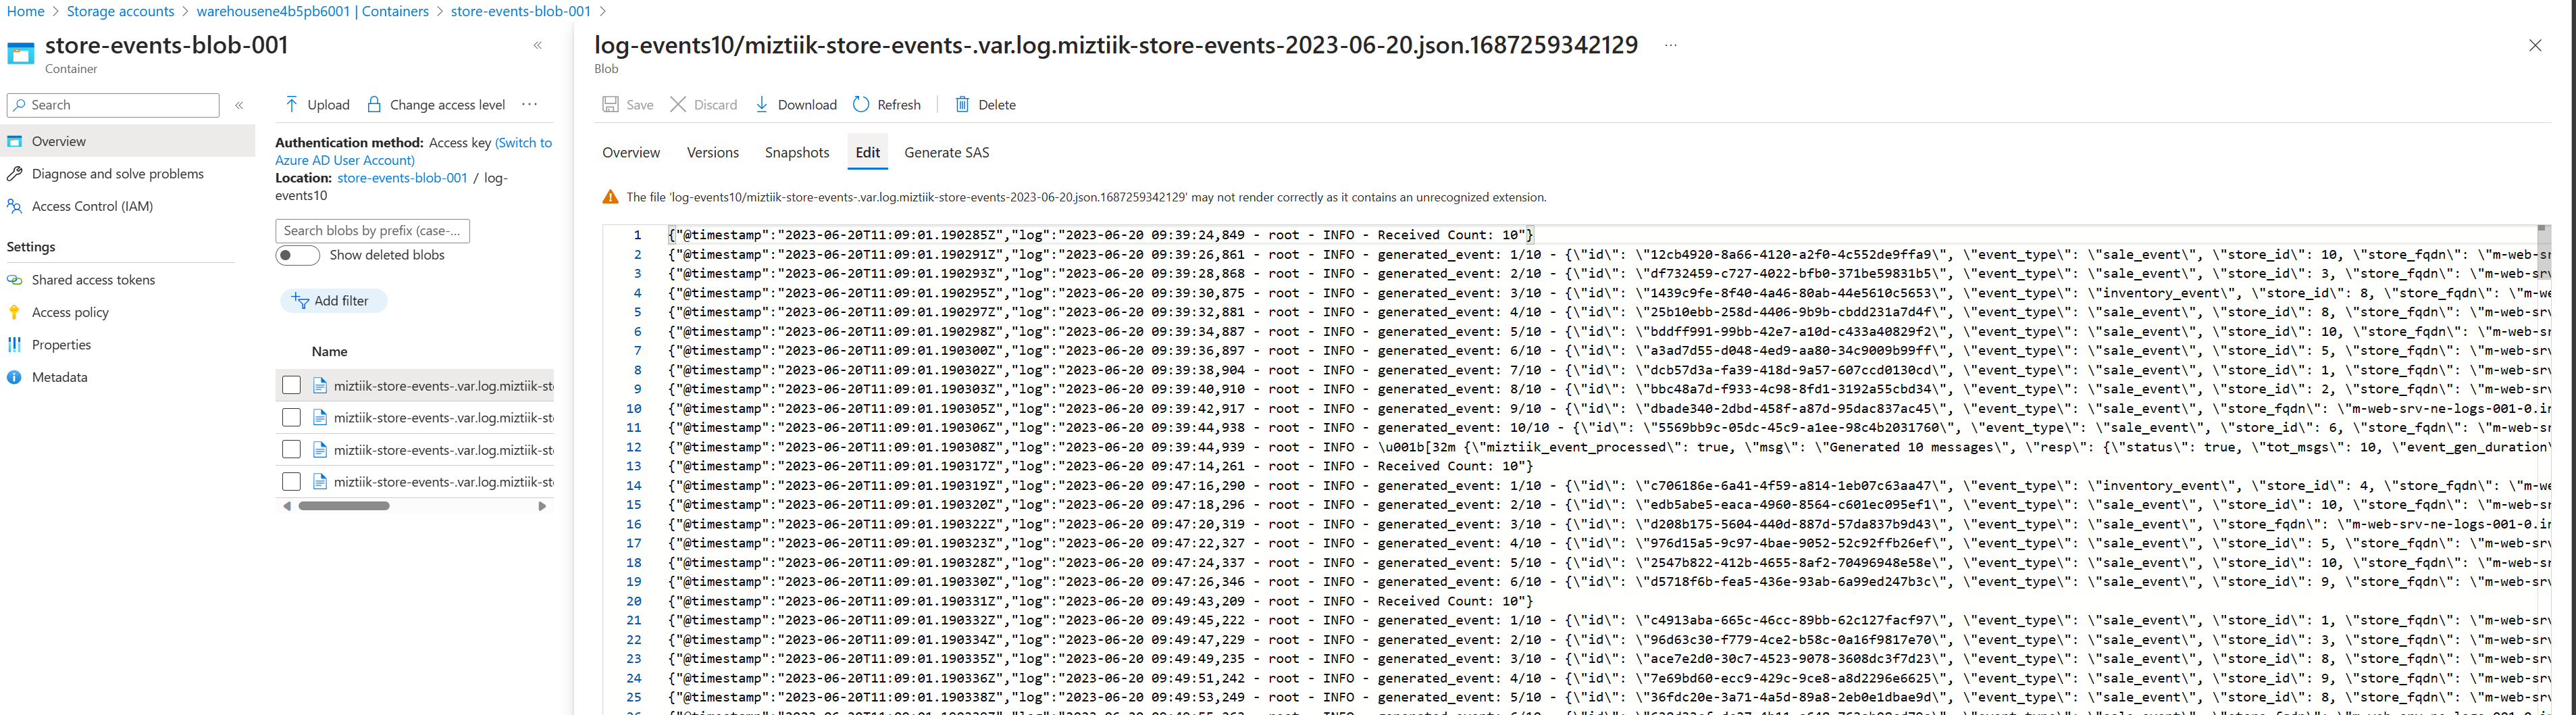 Home > Storage accounts > warehousene4b5pb6001 | Containers > store-events-blob-001 >
store-events-blob-001
Container
Search
Overview
Diagnose and solve problems
Access Control (IAM)
Settings
Shared access tokens
Access policy
Properties
Metadata
Upload Change access level ...
Authentication method: Access key (Switch to
Azure AD User Account)
Location: store-events-blob-001 / log-
events10
Search blobs by prefix (case-...
Show deleted blobs
Add filter
Name
miztiik-store-events-.var.log.miztiik-st
miztiik-store-events-.var.log.miztiik-st
miztiik-store-events-.var.log.miztiik-st
miztiik-store-events-.var.log.miztiik-st
log-events10/miztiik-store-events-.var.log.miztiik-store-events-2023-06-20.json.1687259342129 ...
Blob
Save Discard Download Refresh Delete
Overview Versions Snapshots Edit Generate SAS
The file 'log-events10/miztiik-store-events-.var.log.miztiik-store-events-2023-06-20.json.1687259342129' may not render correctly as it contains an unrecognized extension.
1 {"@timestamp":"2023-06-20T11:09:01.190285Z","log":"2023-06-20 09:39:24,849 - root - INFO - Received Count: 10"}
2 {"@timestamp":"2023-06-20T11:09:01.190291Z","log":"2023-06-20 09:39:26,861 - root - INFO - generated_event: 1/10 - {\"id\": \"12cb4920-8a66-4120-a2f0-4c552de9ffa9\", \"event_type\": \"sale_event\", \"store_id\": 10, \"store_fqdn\": \"m-web-sr
3 {"@timestamp":"2023-06-20T11:09:01.190293Z","log":"2023-06-20 09:39:28,868 - root - INFO - generated_event: 2/10 - {\"id\": \"df732459-c727-4022-bfb0-371be59831b5\", \"event_type\": \"sale_event\", \"store_id\": 3, \"store_fqdn\": \"m-web-srv
4 {"@timestamp":"2023-06-20T11:09:01.190295Z","log":"2023-06-20 09:39:30,875 - root - INFO - generated_event: 3/10 - {\"id\": \"1439c9fe-8f40-4a46-80ab-44e5610c5653\", \"event_type\": \"inventory_event\", \"store_id\": 8, \"store_fqdn\": \"m-we
5 {"@timestamp":"2023-06-20T11:09:01.190297Z","log":"2023-06-20 09:39:32,881 - root - INFO - generated_event: 4/10 - {\"id\": \"25b10ebb-258d-4406-9b9b-cbdd231a7d4f\", \"event_type\": \"sale_event\", \"store_id\": 8, \"store_fqdn\": \"m-web-srv
6 {"@timestamp":"2023-06-20T11:09:01.190298Z","log":"2023-06-20 09:39:34,887 - root - INFO - generated_event: 5/10 - {\"id\": \"bddff991-99bb-42e7-a10d-c433a40829f2\", \"event_type\": \"sale_event\", \"store_id\": 10, \"store_fqdn\": \"m-web-sr
7 {"@timestamp":"2023-06-20T11:09:01.190300Z","log":"2023-06-20 09:39:36,897 - root - INFO - generated_event: 6/10 - {\"id\": \"a3ad7d55-d048-4ed9-aa80-34c9009b99ff\", \"event_type\": \"sale_event\", \"store_id\": 5, \"store_fqdn\": \"m-web-srv
8 {"@timestamp":"2023-06-20T11:09:01.190302Z","log":"2023-06-20 09:39:38,904 - root - INFO - generated_event: 7/10 - {\"id\": \"dcb57d3a-fa39-418d-9a57-607ccd0130cd\", \"event_type\": \"sale_event\", \"store_id\": 1, \"store_fqdn\": \"m-web-srv
9 {"@timestamp":"2023-06-20T11:09:01.190303Z","log":"2023-06-20 09:39:40,910 - root - INFO - generated_event: 8/10 - {\"id\": \"bbc48a7d-f933-4c98-8fd1-3192a55cbd34\", \"event_type\": \"sale_event\", \"store_id\": 2, \"store_fqdn\": \"m-web-srv
10 {"@timestamp":"2023-06-20T11:09:01.190305Z","log":"2023-06-20 09:39:42,917 - root - INFO - generated_event: 9/10 - {\"id\": \"dbade340-2dbd-458f-a87d-95dac837ac45\", \"event_type\": \"sale_event\", \"store_fqdn\": \"m-web-srv-ne-logs-001-0.in
11 {"@timestamp":"2023-06-20T11:09:01.190306Z","log":"2023-06-20 09:39:44,938 - root - INFO - generated_event: 10/10 - {\"id\": \"5569bb9c-05dc-45c9-a1ee-98c4b2031760\", \"event_type\": \"sale_event\", \"store_id\": 6, \"store_fqdn\": \"m-web-sr
12 {"@timestamp":"2023-06-20T11:09:01.190308Z","log":"2023-06-20 09:39:44,939 - root - INFO - \u001b[32m {\"miztiik_event_processed\": true, \"msg\": \"Generated 10 messages\", \"resp\": {\"status\": true, \"tot_msgs\": 10, \"event_gen_duration\
13 {"@timestamp":"2023-06-20T11:09:01.190317Z","log":"2023-06-20 09:47:14,261 - root - INFO - Received Count: 10"}
14 {"@timestamp":"2023-06-20T11:09:01.190319Z","log":"2023-06-20 09:47:16,290 - root - INFO - generated_event: 1/10 - {\"id\": \"c706186e-6a41-4f59-a814-1eb07c63aa47\", \"event_type\": \"inventory_event\", \"store_id\": 4, \"store_fqdn\": \"m-we
15 {"@timestamp":"2023-06-20T11:09:01.190320Z","log":"2023-06-20 09:47:18,296 - root - INFO - generated_event: 2/10 - {\"id\": \"edb5abe5-eaca-4960-8564-c601ec095ef1\", \"event_type\": \"sale_event\", \"store_id\": 10, \"store_fqdn\": \"m-web-sr
16 {"@timestamp":"2023-06-20T11:09:01.190322Z","log":"2023-06-20 09:47:20,319 - root - INFO - generated_event: 3/10 - {\"id\": \"d208b175-5604-440d-887d-57da837b9d43\", \"event_type\": \"sale_event\", \"store_fqdn\": \"m-web-srv-ne-logs-001-0.in
17 {"@timestamp":"2023-06-20T11:09:01.190323Z","log":"2023-06-20 09:47:22,327 - root - INFO - generated_event: 4/10 - {\"id\": \"976d15a5-9c97-4bae-9052-52c92ffb26ef\", \"event_type\": \"sale_event\", \"store_id\": 5, \"store_fqdn\": \"m-web-srv
18 {"@timestamp":"2023-06-20T11:09:01.190328Z","log":"2023-06-20 09:47:24,337 - root - INFO - generated_event: 5/10 - {\"id\": \"2547b822-412b-4655-8af2-70496948e58e\", \"event_type\": \"sale_event\", \"store_id\": 10, \"store_fqdn\": \"m-web-sr
19 {"@timestamp":"2023-06-20T11:09:01.190330Z","log":"2023-06-20 09:47:26,346 - root - INFO - generated_event: 6/10 - {\"id\": \"d5718f6b-fea5-436e-93ab-6a99ed247b3c\", \"event_type\": \"sale_event\", \"store_id\": 9, \"store_fqdn\": \"m-web-srv
20 {"@timestamp":"2023-06-20T11:09:01.190331Z","log":"2023-06-20 09:49:43,209 - root - INFO - Received Count: 10"}
21 {"@timestamp":"2023-06-20T11:09:01.190332Z","log":"2023-06-20 09:49:45,222 - root - INFO - generated_event: 1/10 - {\"id\": \"c4913aba-665c-46cc-89bb-62c127facf97\", \"event_type\": \"sale_event\", \"store_id\": 1, \"store_fqdn\": \"m-web-srv
22 {"@timestamp":"2023-06-20T11:09:01.190334Z","log":"2023-06-20 09:49:47,229 - root - INFO - generated_event: 2/10 - {\"id\": \"96d63c30-f779-4ce2-b58c-0a16f9817e70\", \"event_type\": \"sale_event\", \"store_id\": 3, \"store_fqdn\": \"m-web-srv
23 {"@timestamp":"2023-06-20T11:09:01.190335Z","log":"2023-06-20 09:49:49,235 - root - INFO - generated_event: 3/10 - {\"id\": \"ace7e2d0-30c7-4523-9078-3608dc3f7d23\", \"event_type\": \"sale_event\", \"store_id\": 8, \"store_fqdn\": \"m-web-srv
24 {"@timestamp":"2023-06-20T11:09:01.190336Z","log":"2023-06-20 09:49:51,242 - root - INFO - generated_event: 4/10 - {\"id\": \"7e69bd60-ecc9-429c-9ce8-a8d2296e6625\", \"event_type\": \"sale_event\", \"store_id\": 9, \"store_fqdn\": \"m-web-srv
25 {"@timestamp":"2023-06-20T11:09:01.190338Z","log":"2023-06-20 09:49:53,249 - root - INFO - generated_event: 5/10 - {\"id\": \"36fdc20e-3a71-4a5d-89a8-2eb0e1dbae9d\", \"event_type\": \"sale_event\", \"store_id\": 8, \"store_fqdn\": \"m-web-srv